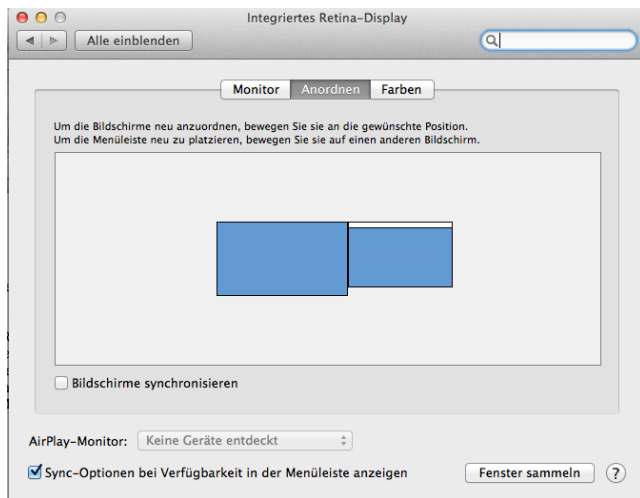 Integriertes Retina-Display
Alle einblenden
Monitor Anordnen Farben
Um die Bildschirme neu anzuordnen, bewegen Sie sie an die gewünschte Position.
Um die Menüleiste neu zu platzieren, bewegen Sie sie auf einen anderen Bildschirm.
Bildschirme synchronisieren
AirPlay-Monitor: Keine Geräte entdeckt
Sync-Optionen bei Verfügbarkeit in der Menüleiste anzeigen Fenster sammeln ?